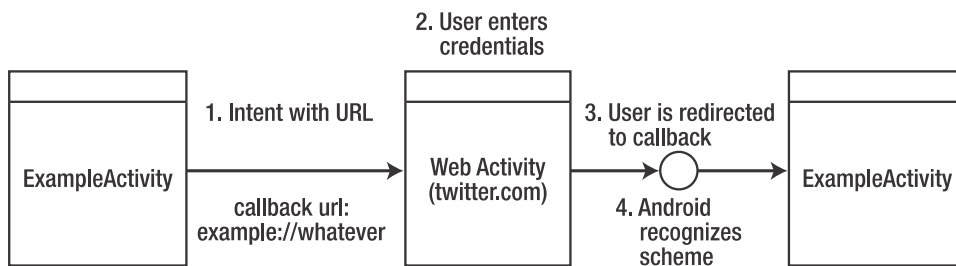 2. User enters
credentials
1. Intent with URL
3. User is redirected
to callback
ExampleActivity
Web Activity
(twitter.com)
ExampleActivity
callback url:
example://whatever
4. Android
recognizes
scheme